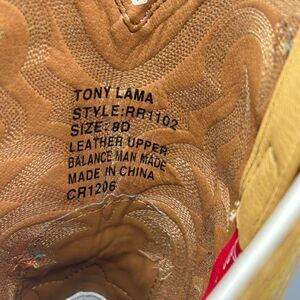 TONY LAMA
STYLE:RR1102
SIZE:8D
LEATHER UPPER
BALANCE MAN MADE
MADE IN CHINA
CR1206